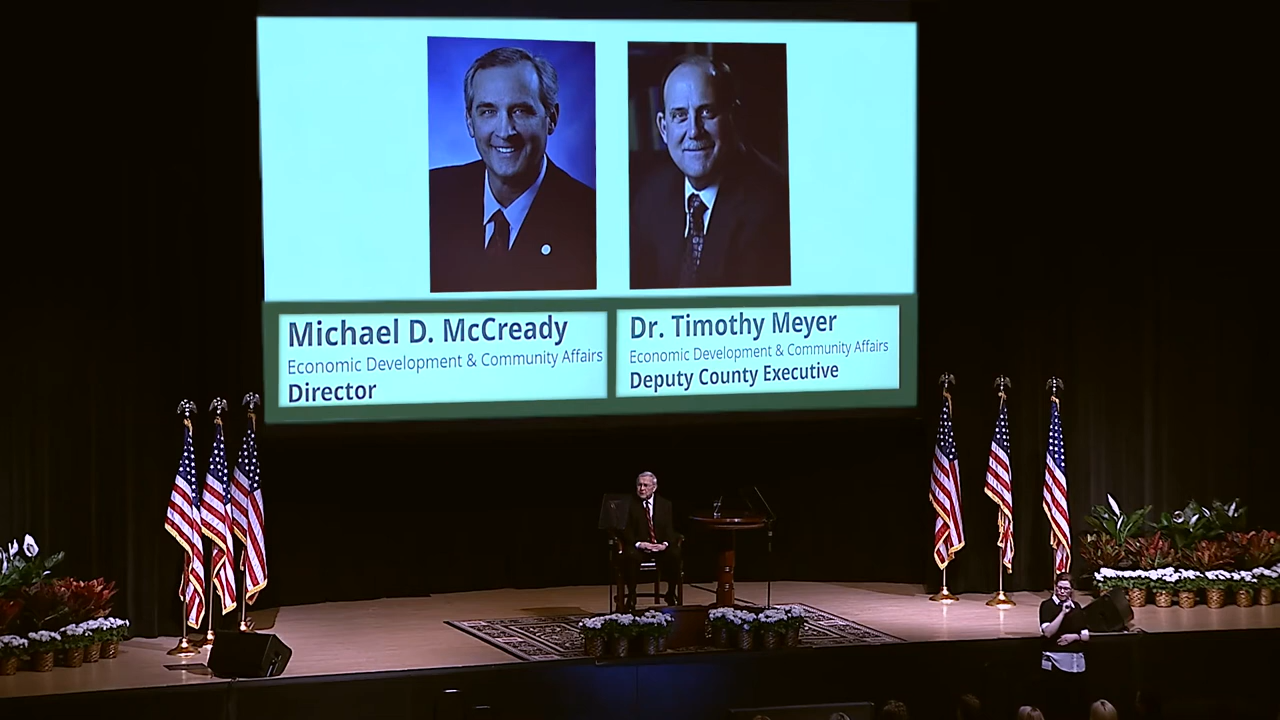 Michael D. McCready
Economic Development & Community Affairs
Director
Dr. Timothy Meyer
Economic Development & Community Affairs
Deputy County Executive